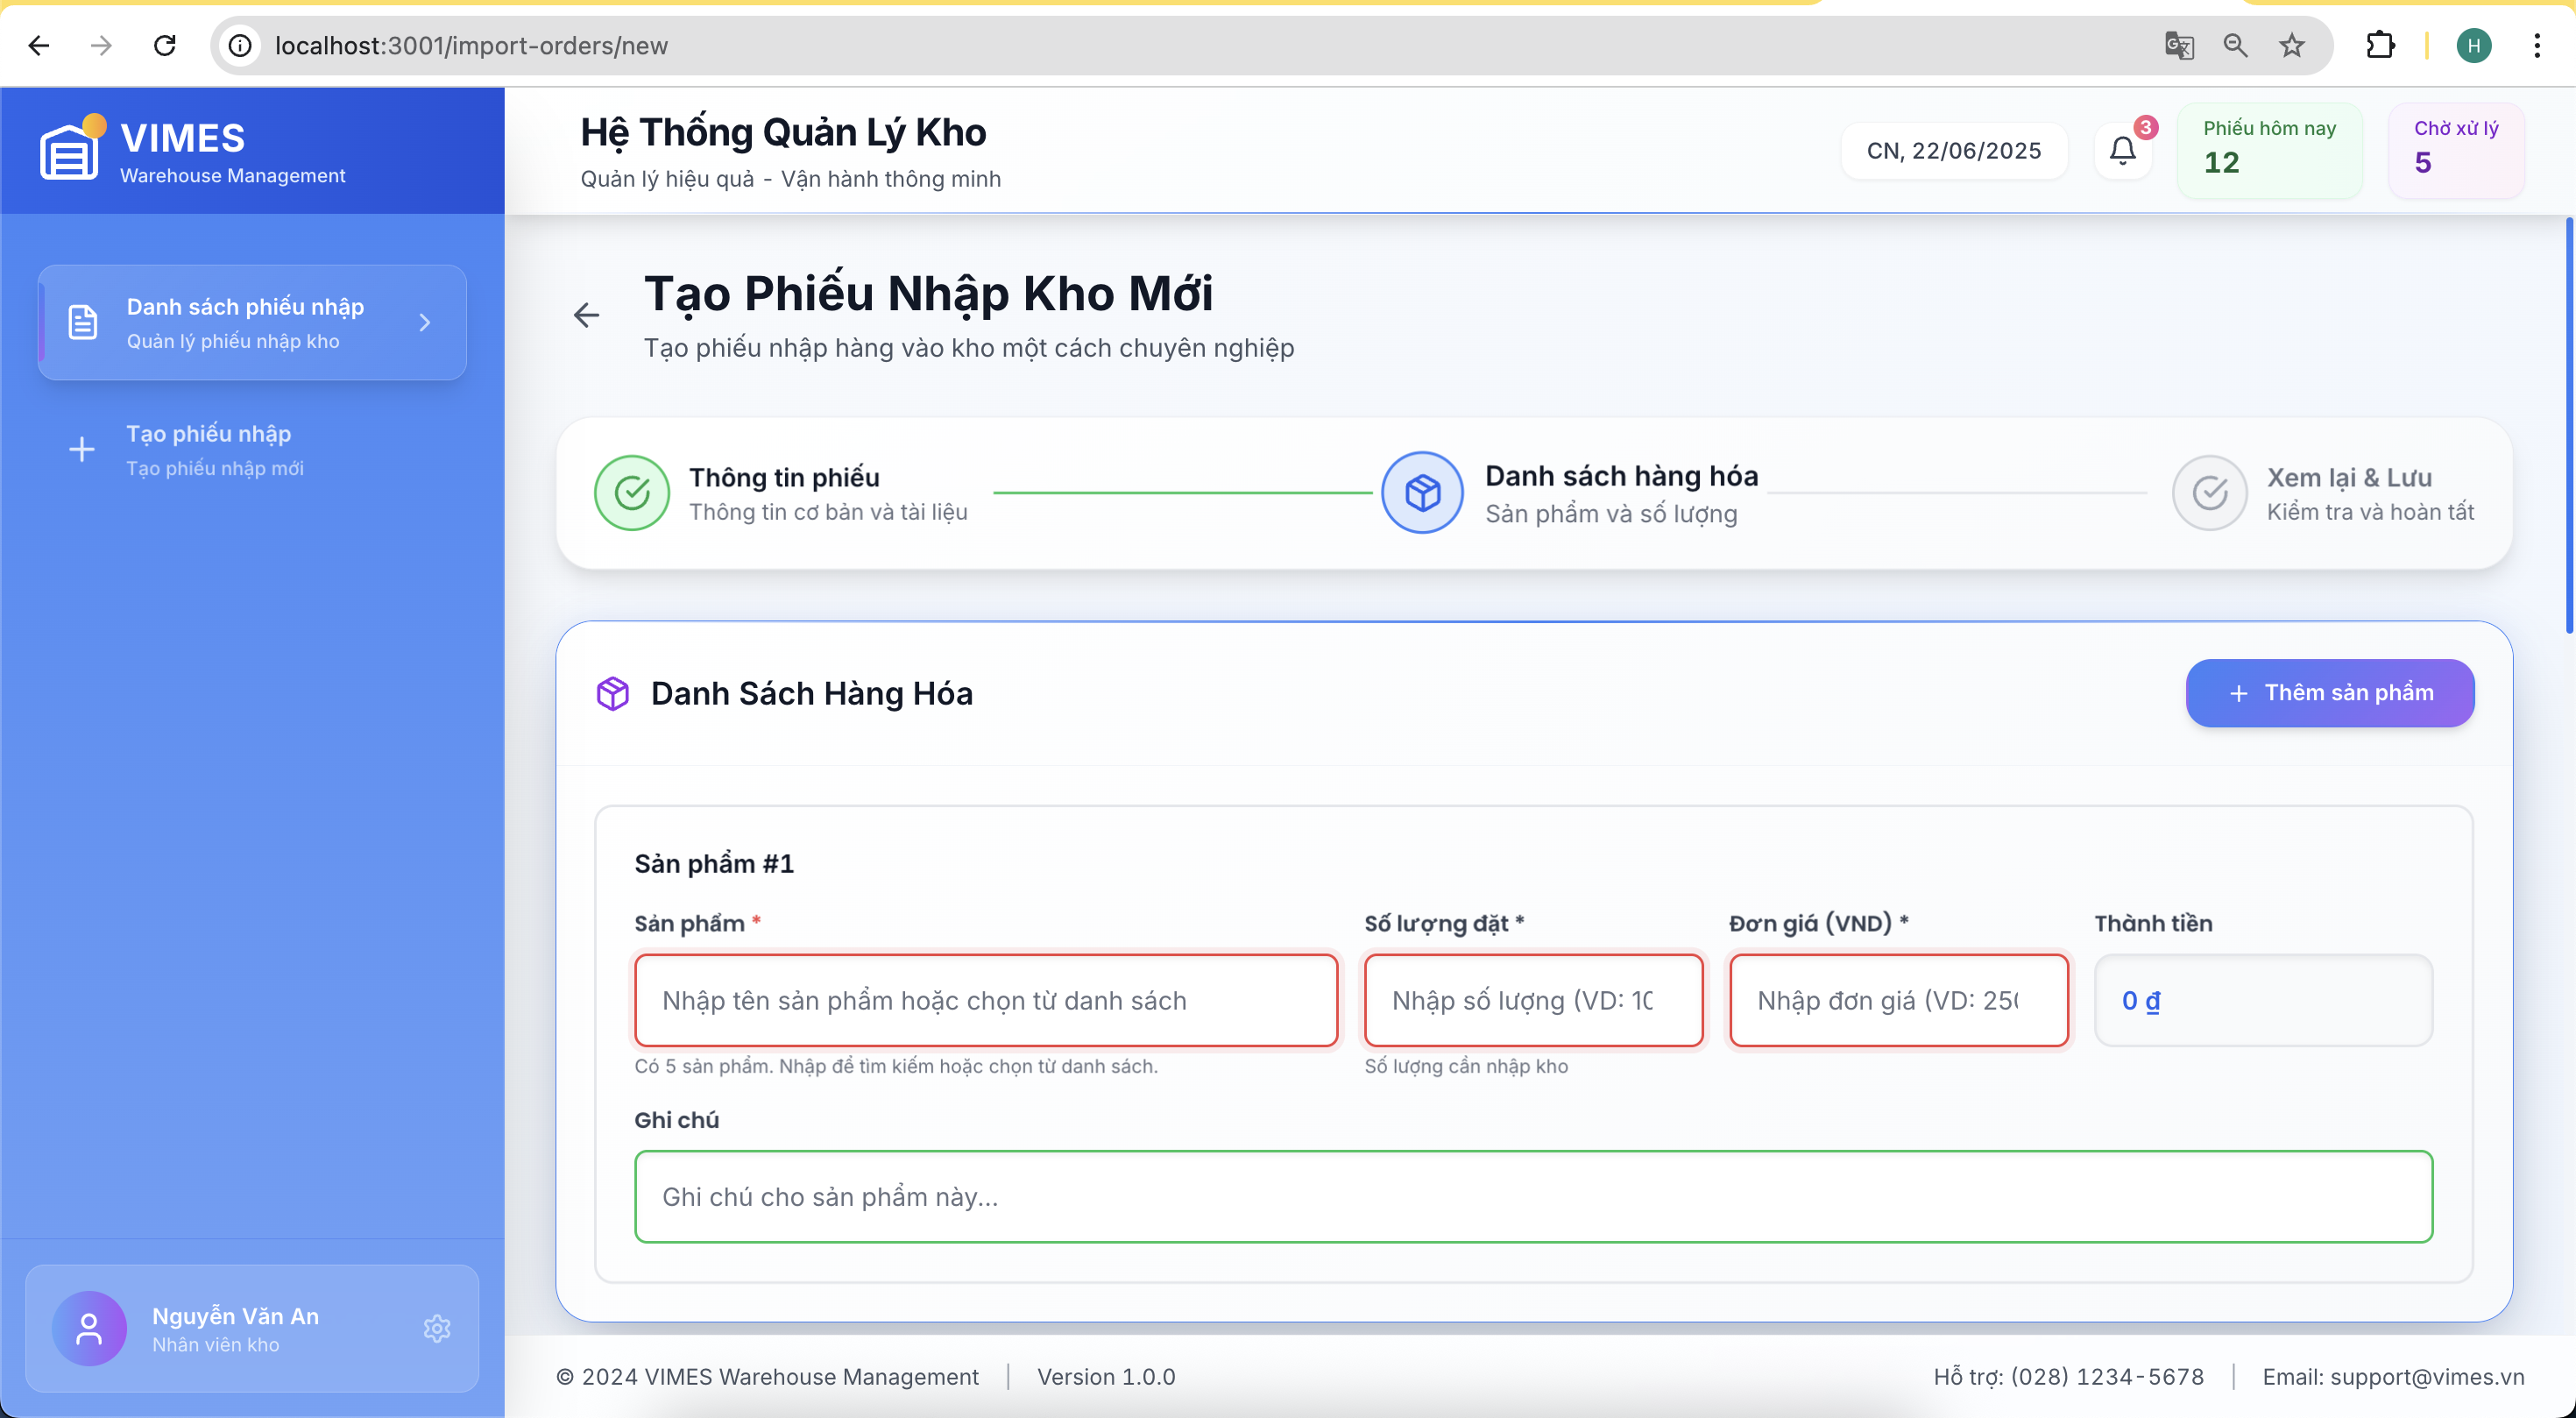 localhost:3001/import-orders/new
H
VIMES
Warehouse Management
Danh sách phiếu nhập
Quản lý phiếu nhập kho
Tạo phiếu nhập
Tạo phiếu nhập mới
Nguyễn Văn An
Nhân viên kho
Hệ Thống Quản Lý Kho
Quản lý hiệu quả - Vận hành thông minh
CN, 22/06/2025
3
Phiếu hôm nay
12
Chờ xử lý
5
Tạo Phiếu Nhập Kho Mới
Tạo phiếu nhập hàng vào kho một cách chuyên nghiệp
Thông tin phiếu
Thông tin cơ bản và tài liệu
Danh sách hàng hóa
Sản phẩm và số lượng
Xem lại & Lưu
Kiểm tra và hoàn tất
Danh Sách Hàng Hóa
+ Thêm sản phẩm
Sản phẩm #1
Sản phẩm *
Nhập tên sản phẩm hoặc chọn từ danh sách
Có 5 sản phẩm. Nhập để tìm kiếm hoặc chọn từ danh sách.
Số lượng đặt *
Nhập số lượng (VD: 10
Số lượng cần nhập kho
Đơn giá (VND) *
Nhập đơn giá (VD: 250
Thành tiền
0 ₫
Ghi chú
Ghi chú cho sản phẩm này...
© 2024 VIMES Warehouse Management | Version 1.0.0
Hỗ trợ: (028) 1234-5678 | Email: support@vimes.vn